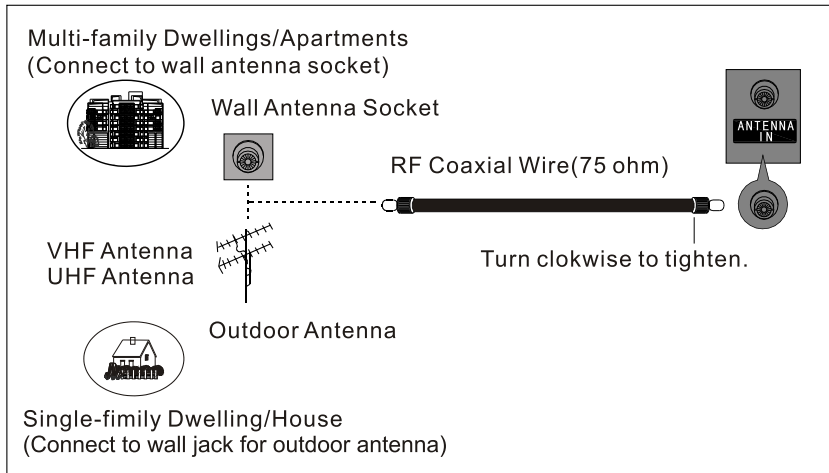 Multi-family Dwellings/Apartments
(Connect to wall antenna socket)
Wall Antenna Socket
ANTENNA
IN
RF Coaxial Wire(75 ohm)
Turn clokwise to tighten.
VHF Antenna
UHF Antenna
Outdoor Antenna
Single-fimily Dwelling/House
(Connect to wall jack for outdoor antenna)